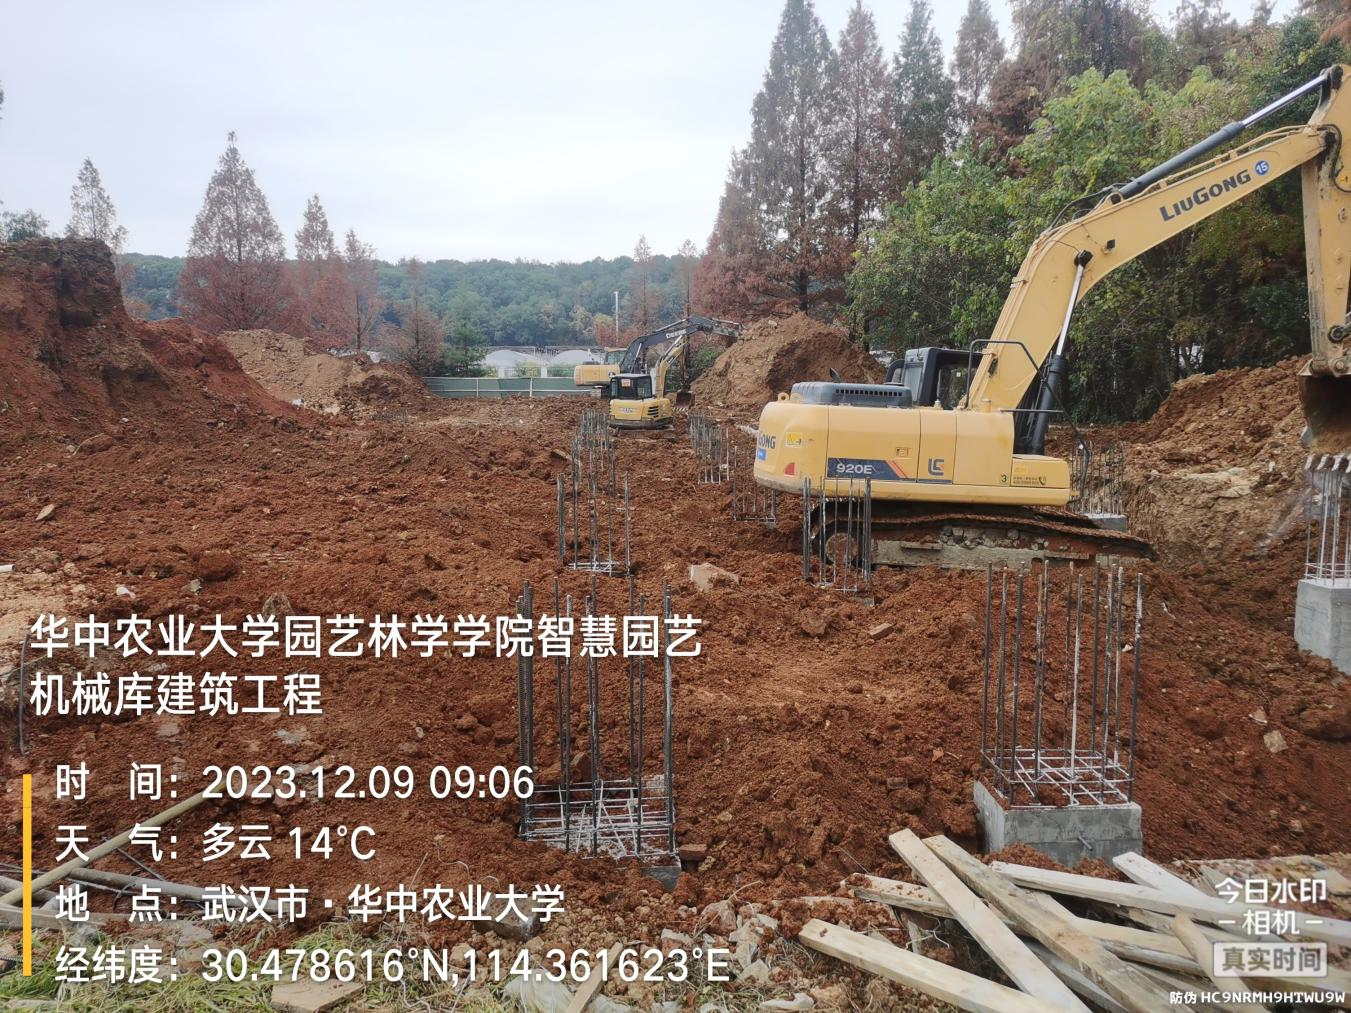 LIUGONG 15
DEERE
GONG
920E
华中农业大学园艺林学学院智慧园艺
机械库建筑工程
时 间：2023.12.09 09:06
天 气：多云 14°C
地 点：武汉市·华中农业大学
经纬度：30.478616°N,114.361623°E
今日水印
相机
真实时间
防伪 HC9NRMH9HTWU9W